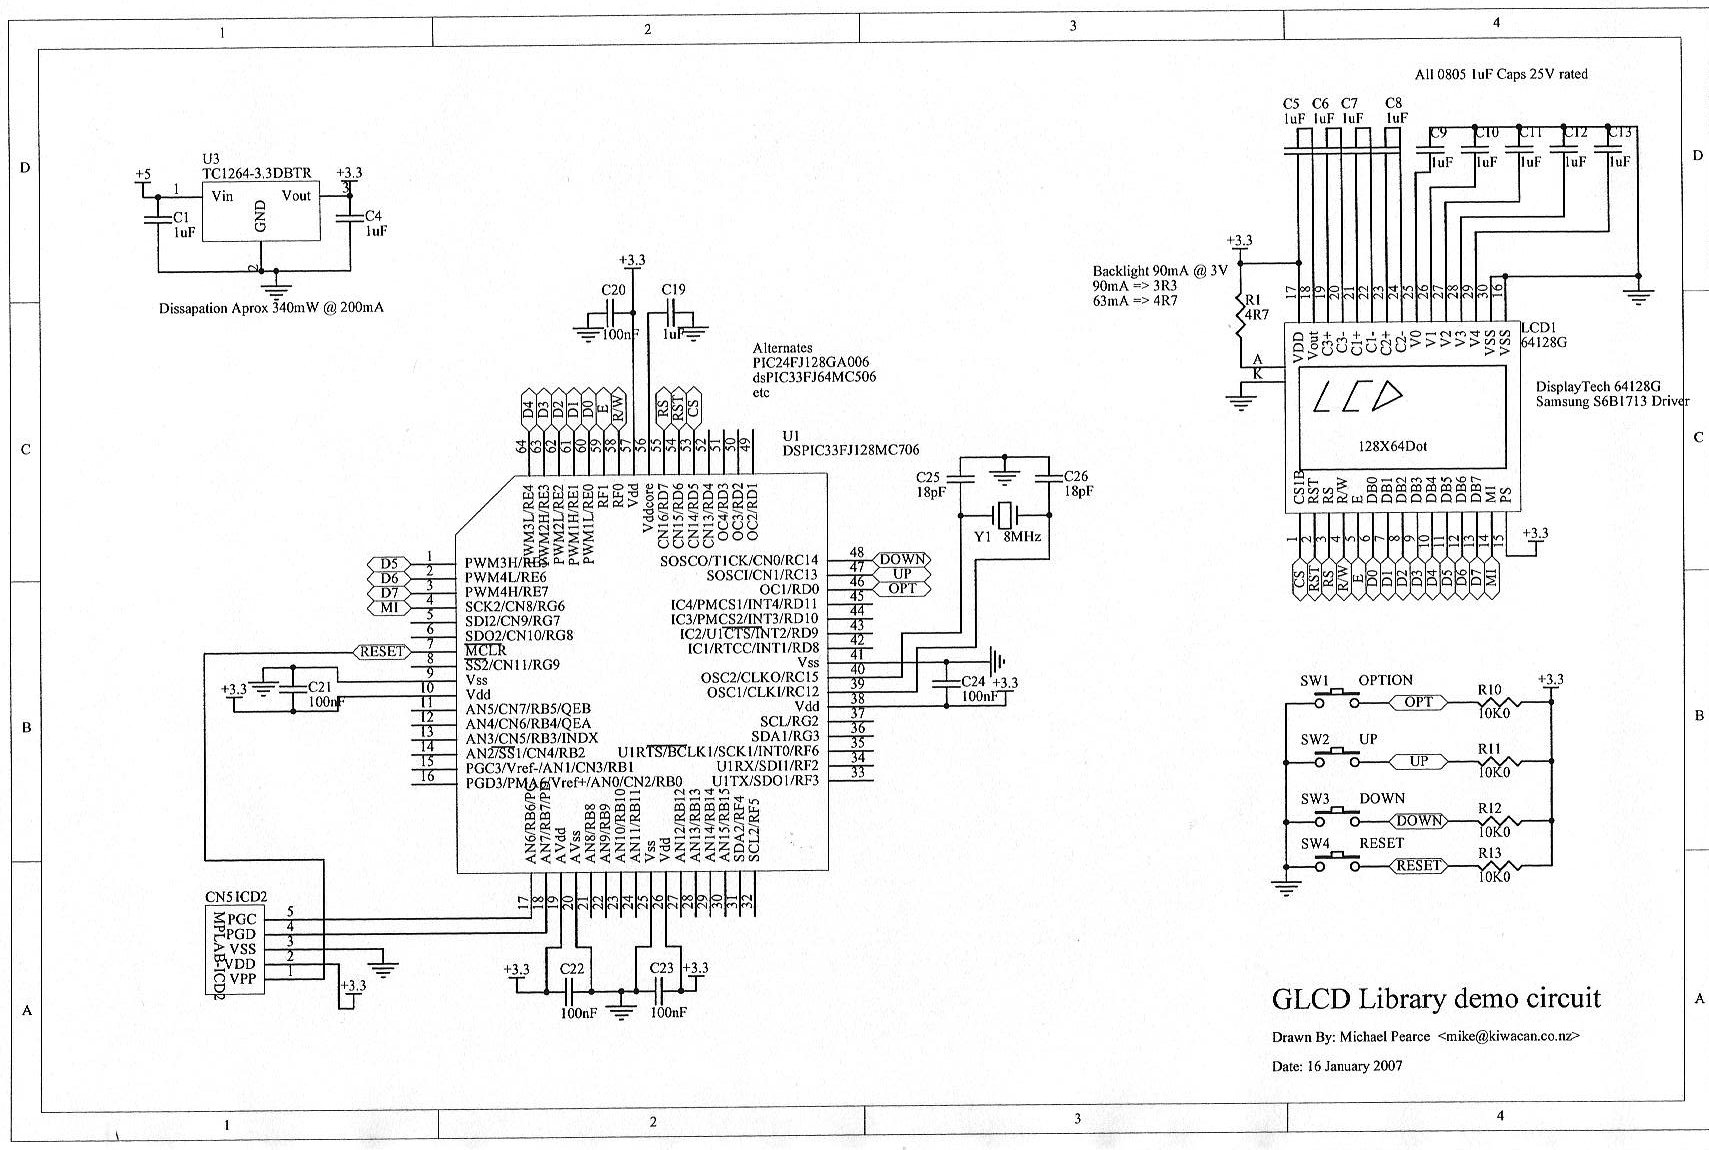 1
2
3
4
D
C
B
A
All 0805 1uF Caps 25V rated
U3
TC1264-3.3DBTR
+5
1
Vin
Vout
3
+3.3
GND
2
C1
1uF
C4
1uF
Dissapation Aprox 340mW @ 200mA
+3.3
C20
100nF
C19
1uF
Alternates
PIC24FJ128GA006
dsPIC33FJ64MC506
etc
U1
DSPIC33FJ128MC706
D4 D3 D2 D1 D0 E R/W RS RST CS
64 63 62 61 60 59 58 57 56 55 54 53 52 51 50 49
PWM3L/RE4
PWM2H/RE3
PWM2L/RE2
PWM1H/RE1
PWM1L/RE0
RF1
RF0
Vdd
Vddcore
CN16/RD7
CN15/RD6
CN14/RD5
CN13/RD4
OC4/RD3
OC3/RD2
OC2/RD1
D5 1 PWM3H/RE5
D6 2 PWM4L/RE6
D7 3 PWM4H/RE7
MI 4 SCK2/CN8/RG6
5 SDI2/CN9/RG7
6 SDO2/CN10/RG8
RESET 7 MCLR
8 SS2/CN11/RG9
9 Vss
10 Vdd
11 AN5/CN7/RB5/QEB
12 AN4/CN6/RB4/QEA
13 AN3/CN5/RB3/INDX
14 AN2/SS1/CN4/RB2
15 PGC3/Vref-/AN1/CN3/RB1
16 PGD3/PMA6/Vref+/AN0/CN2/RB0
+3.3
C21
100nF
SOSCO/T1CK/CN0/RC14 48 DOWN
SOSCI/CN1/RC13 47 UP
OC1/RD0 46 OPT
IC4/PMCS1/INT4/RD11 45
IC3/PMCS2/INT3/RD10 44
IC2/U1CTS/INT2/RD9 43
IC1/RTCC/INT1/RD8 42
Vss 41
OSC2/CLKO/RC15 40
OSC1/CLKI/RC12 39
Vdd 38
SCL/RG2 37
SDA1/RG3 36
U1RTS/BCLK1/SCK1/INT0/RF6 35
U1RX/SDI1/RF2 34
U1TX/SDO1/RF3 33
AN6/RB6/PG
AN7/RB7/PG
AVdd
AVss
AN8/RB8
AN9/RB9
AN10/RB10
AN11/RB11
Vss
Vdd
AN12/RB12
AN13/RB13
AN14/RB14
AN15/RB15
SDA2/RF4
SCL2/RF5
17 18 19 20 21 22 23 24 25 26 27 28 29 30 31 32
C25
18pF
C26
18pF
Y1 8MHz
C24
100nF
+3.3
CN5 ICD2
MPLAB-ICD2
PGC 5
PGD 4
VSS 3
VDD 2
VPP 1
+3.3
+3.3
C22
100nF
C23
100nF
+3.3
C5 C6 C7 C8
1uF 1uF 1uF 1uF
C9 C10 C11 C12 C13
1uF 1uF 1uF 1uF 1uF
+3.3
Backlight 90mA @ 3V
90mA => 3R3
63mA => 4R7
R1
4R7
A
K
17 18 19 20 21 22 23 24 25 26 27 28 29 30 16
VDD Vout C3+ C3- C1+ C1- C2+ C2- V0 V1 V2 V3 V4 VSS VSS
LCD1
64128G
LCD
128X64Dot
DisplayTech 64128G
Samsung S6B1713 Driver
CS1B RST RS R/W E DB0 DB1 DB2 DB3 DB4 DB5 DB6 DB7 MI PS
1 2 3 4 5 6 7 8 9 10 11 12 13 14 15
+3.3
CS RST RS R/W E D0 D1 D2 D3 D4 D5 D6 D7 MI
SW1 OPTION
OPT
R10
10K0
+3.3
SW2 UP
UP
R11
10K0
SW3 DOWN
DOWN
R12
10K0
SW4 RESET
RESET
R13
10K0
GLCD Library demo circuit
Drawn By: Michael Pearce <mike@kiwacan.co.nz>
Date: 16 January 2007
D
C
B
A
1
2
3
4